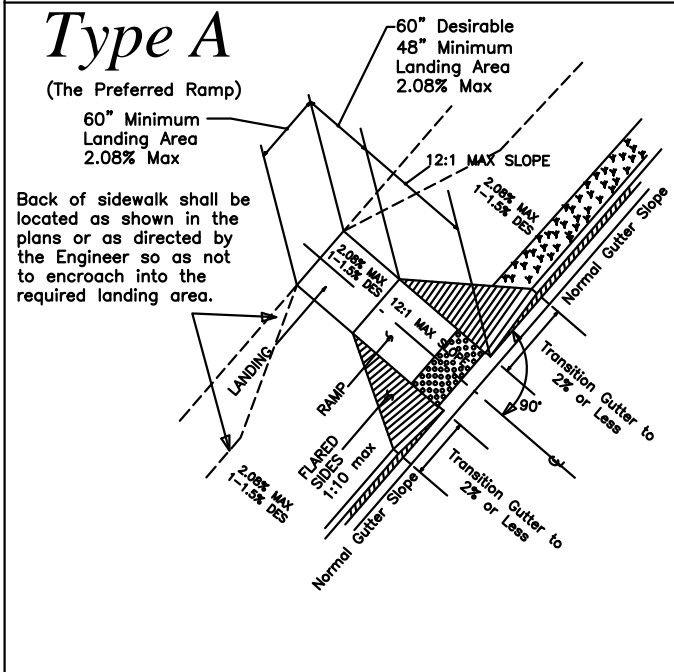 Type A
(The Preferred Ramp)
60” Minimum
Landing Area
2.08% Max
60” Desirable
48” Minimum
Landing Area
2.08% Max
Back of sidewalk shall be
located as shown in the
plans or as directed by
the Engineer so as not
to encroach into the
required landing area.
12:1 MAX SLOPE
2.08% MAX
1–1.5% DES
2.08% MAX
1–1.5% DES
12:1 MAX SLOPE
Normal Gutter Slope
LANDING
RAMP
FLARED
SIDES
1:10 max
90°
Transition Gutter to
2% or Less
2.08% MAX
1–1.5% DES
Transition Gutter to
2% or Less
Normal Gutter Slope